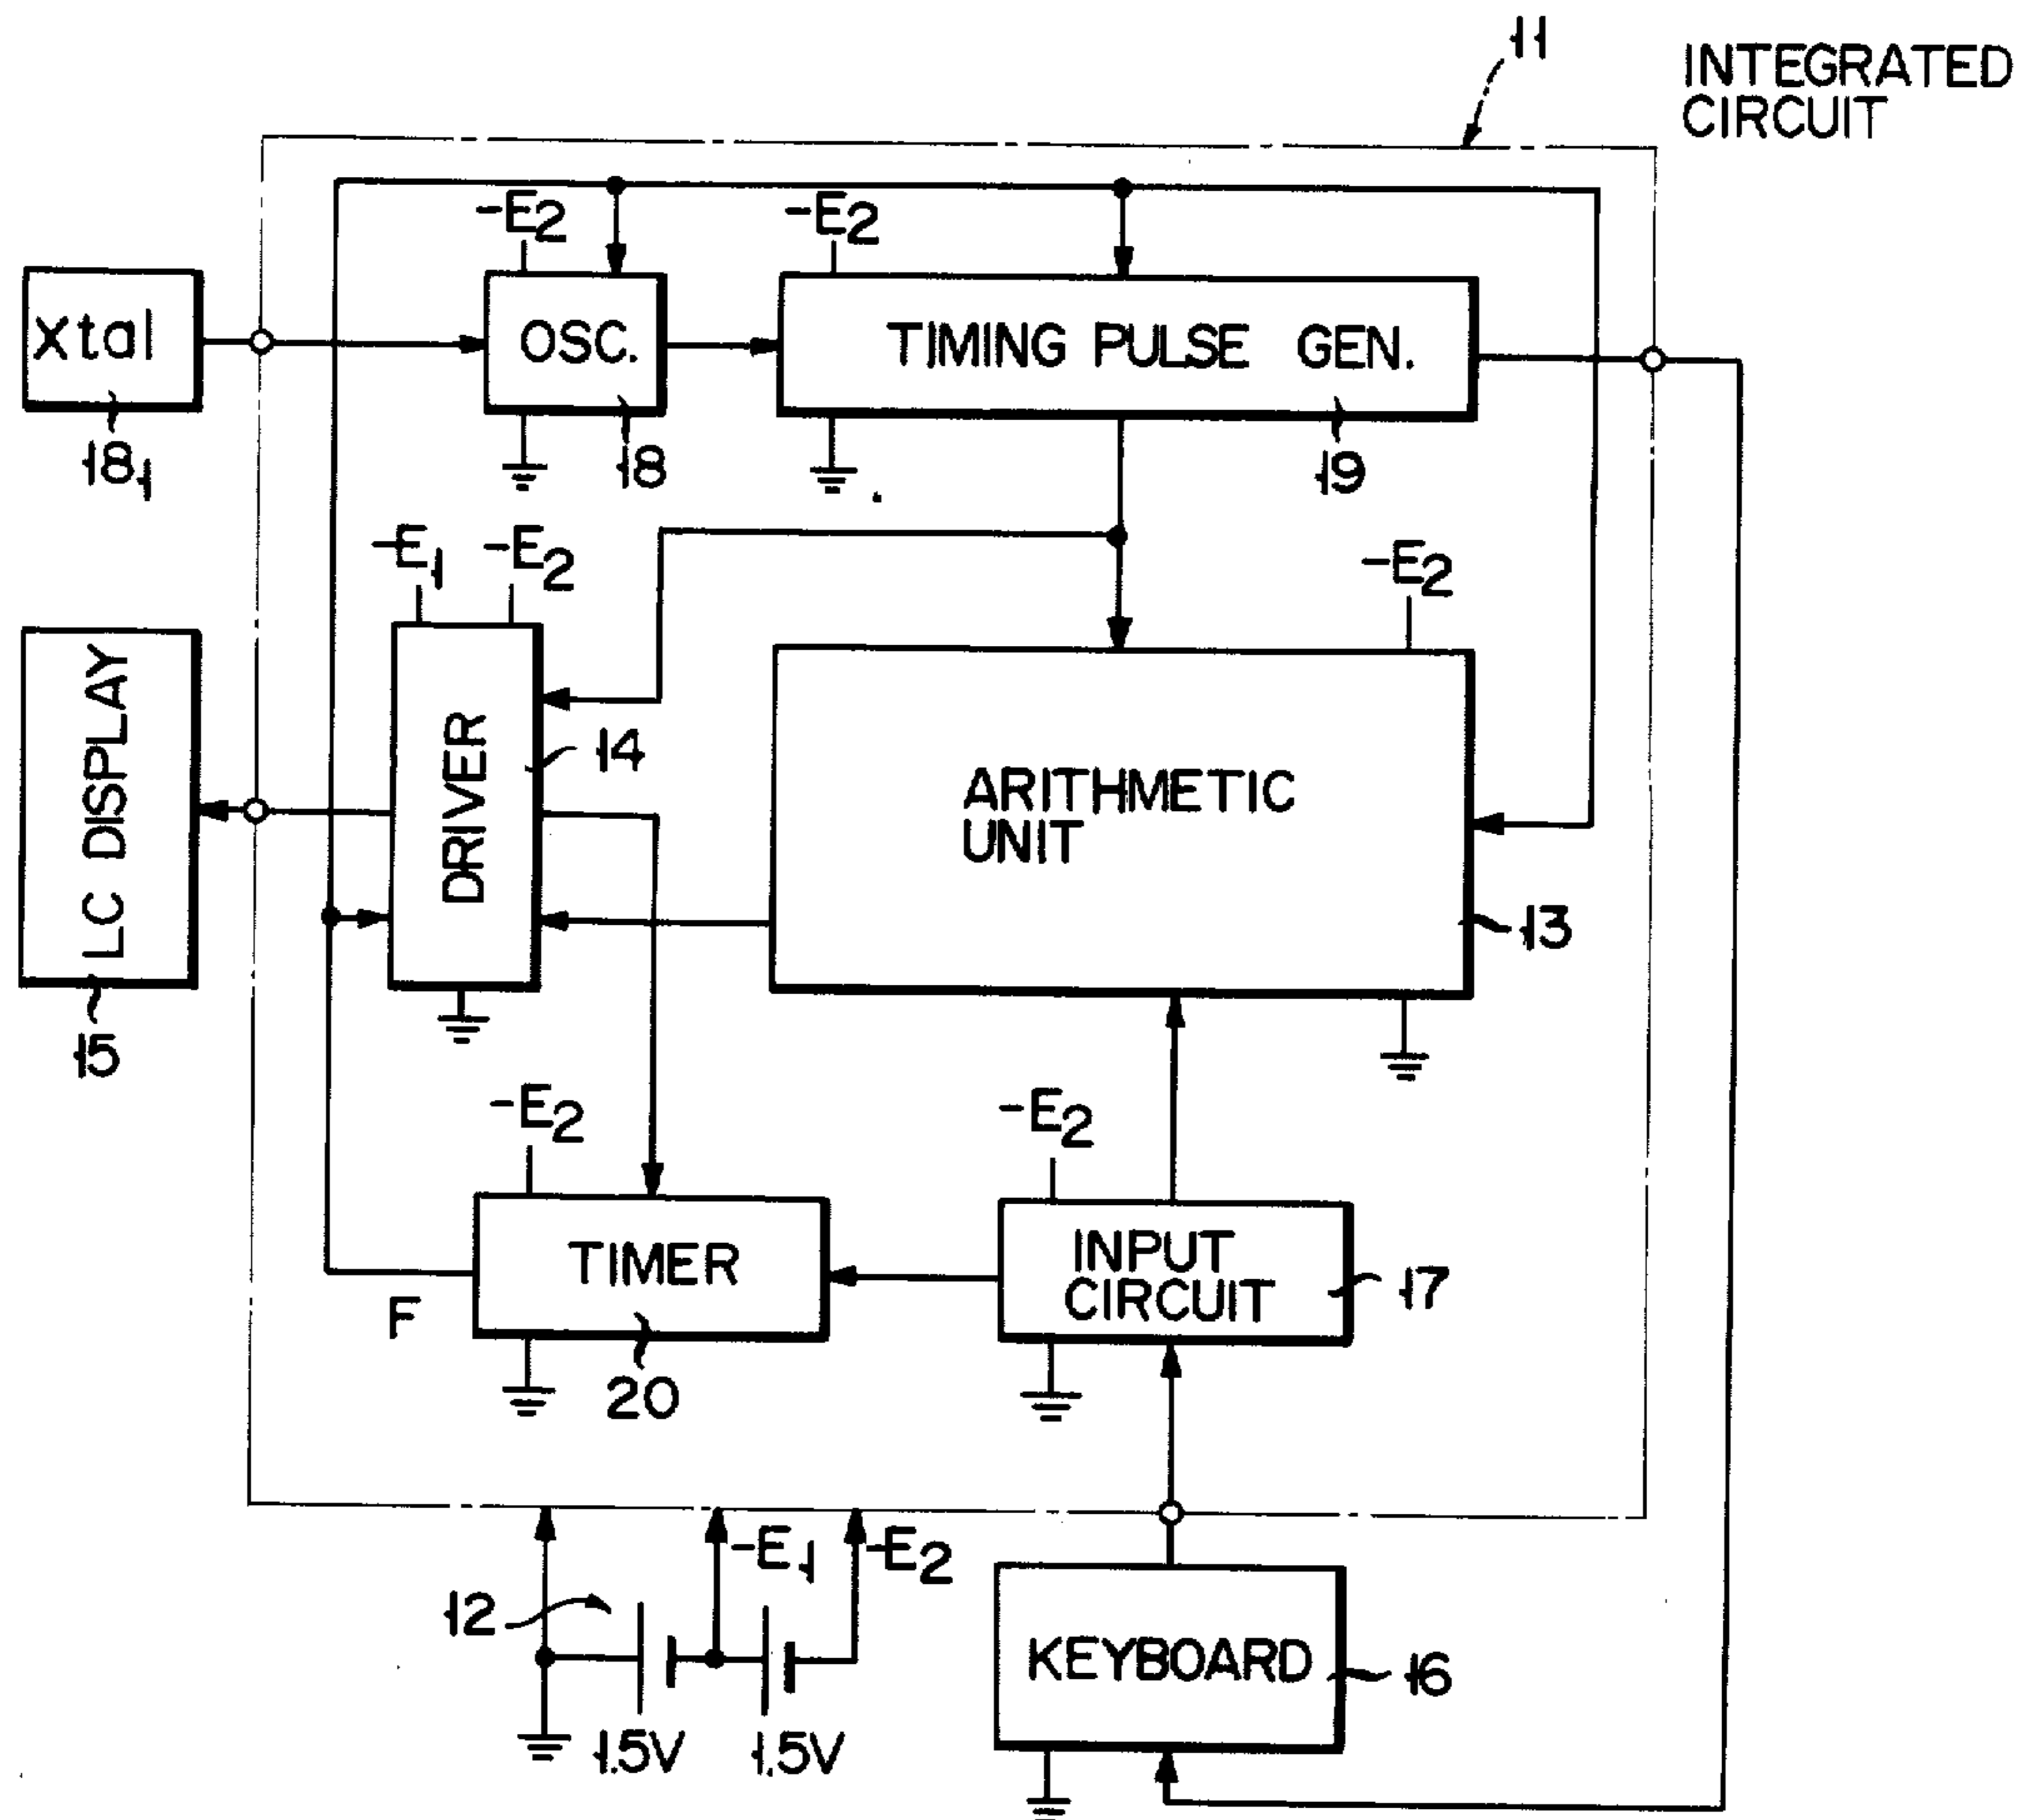 11
INTEGRATED
CIRCUIT
-E2
-E2
Xtal
OSC.
TIMING PULSE GEN.
18₁
18
19
-E1
-E2
-E2
LC DISPLAY
DRIVER
14
ARITHMETIC
UNIT
13
15
-E2
-E2
TIMER
INPUT
CIRCUIT
17
F
20
-E1
-E2
12
KEYBOARD
16
1.5V
1.5V